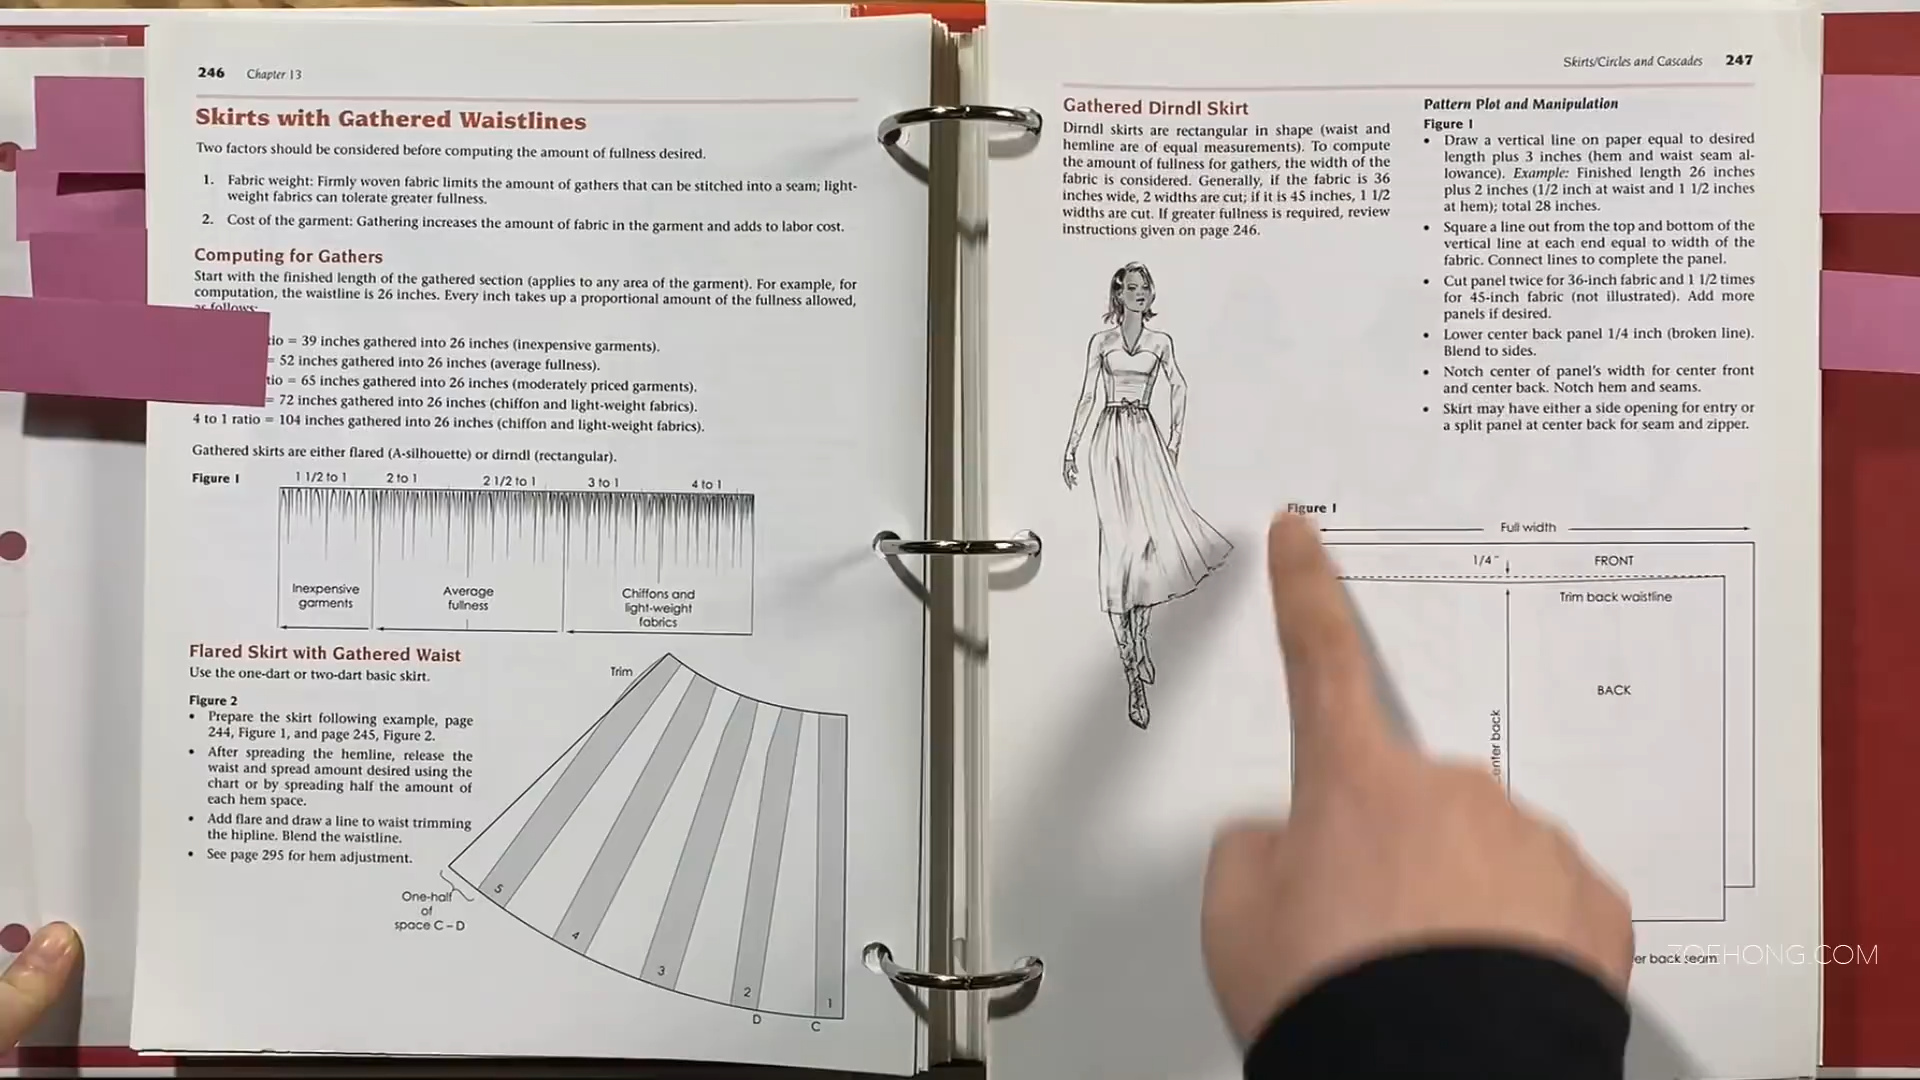 246 Chapter 13
Skirts with Gathered Waistlines
Two factors should be considered before computing the amount of fullness desired.
1. Fabric weight: Firmly woven fabric limits the amount of gathers that can be stitched into a seam; light-
weight fabrics can tolerate greater fullness.
2. Cost of the garment: Gathering increases the amount of fabric in the garment and adds to labor cost.
Computing for Gathers
Start with the finished length of the gathered section (applies to any area of the garment). For example, for
computation, the waistline is 26 inches. Every inch takes up a proportional amount of the fullness allowed,
as follows:
tio = 39 inches gathered into 26 inches (inexpensive garments).
= 52 inches gathered into 26 inches (average fullness).
tio = 65 inches gathered into 26 inches (moderately priced garments).
= 72 inches gathered into 26 inches (chiffon and light-weight fabrics).
4 to 1 ratio = 104 inches gathered into 26 inches (chiffon and light-weight fabrics).
Gathered skirts are either flared (A-silhouette) or dirndl (rectangular).
Figure 1
1 1/2 to 1 2 to 1 2 1/2 to 1 3 to 1 4 to 1
Inexpensive
garments
Average
fullness
Chiffons and
light-weight
fabrics
Flared Skirt with Gathered Waist
Use the one-dart or two-dart basic skirt.
Figure 2
• Prepare the skirt following example, page
244, Figure 1, and page 245, Figure 2.
• After spreading the hemline, release the
waist and spread amount desired using the
chart or by spreading half the amount of
each hem space.
• Add flare and draw a line to waist trimming
the hipline. Blend the waistline.
• See page 295 for hem adjustment.
Trim
One-half
of
space C – D
5
4
3
2
1
D
C
Skirts/Circles and Cascades 247
Gathered Dirndl Skirt
Dirndl skirts are rectangular in shape (waist and
hemline are of equal measurements). To compute
the amount of fullness for gathers, the width of the
fabric is considered. Generally, if the fabric is 36
inches wide, 2 widths are cut; if it is 45 inches, 1 1/2
widths are cut. If greater fullness is required, review
instructions given on page 246.
Pattern Plot and Manipulation
Figure 1
• Draw a vertical line on paper equal to desired
length plus 3 inches (hem and waist seam al-
lowance). Example: Finished length 26 inches
plus 2 inches (1/2 inch at waist and 1 1/2 inches
at hem); total 28 inches.
• Square a line out from the top and bottom of the
vertical line at each end equal to width of the
fabric. Connect lines to complete the panel.
• Cut panel twice for 36-inch fabric and 1 1/2 times
for 45-inch fabric (not illustrated). Add more
panels if desired.
• Lower center back panel 1/4 inch (broken line).
Blend to sides.
• Notch center of panel's width for center front
and center back. Notch hem and seams.
• Skirt may have either a side opening for entry or
a split panel at center back for seam and zipper.
Figure 1
Full width
1/4"
FRONT
Trim back waistline
BACK
enter back
er back seam
ZOEHONG.COM